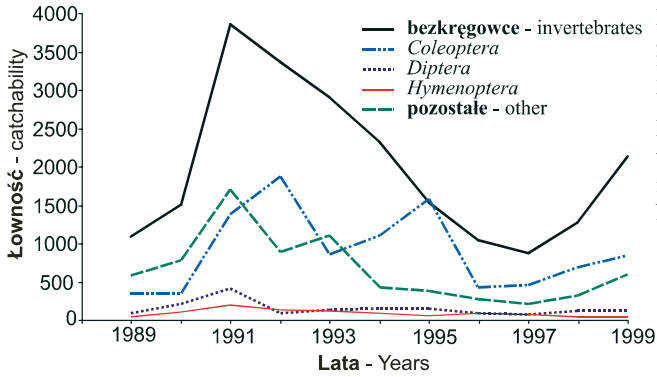 4000
3500
3000
2500
2000
1500
1000
500
0
Łowność - catchability
bezkręgowce - invertebrates
Coleoptera
Diptera
Hymenoptera
pozostałe - other
1989 1991 1993 1995 1997 1999
Lata - Years